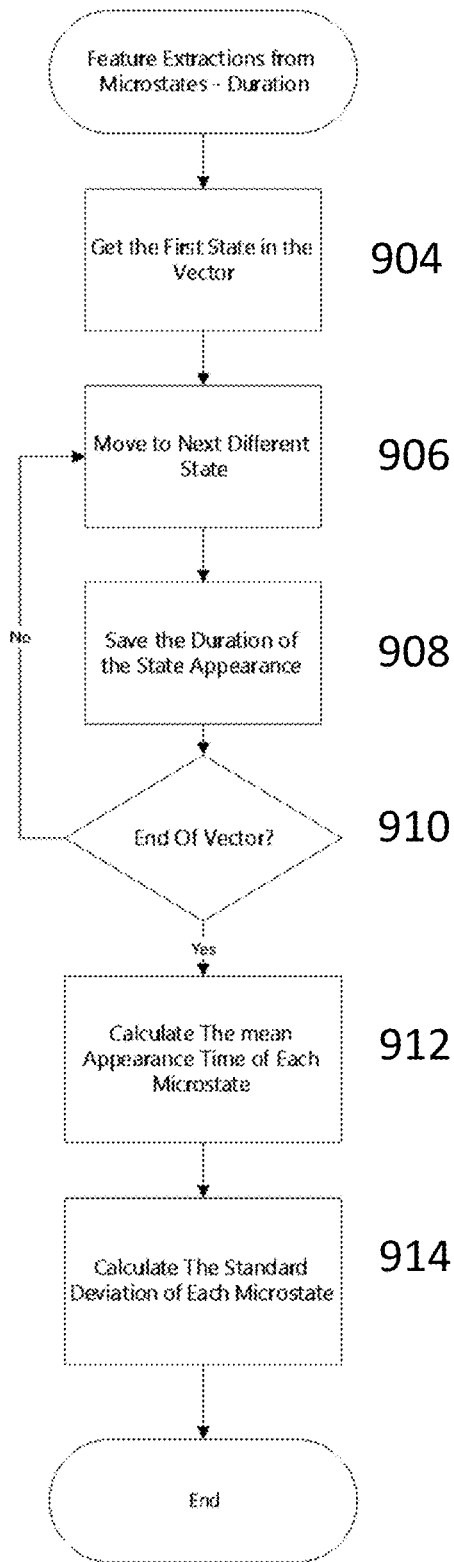 Feature Extractions from
Microstates - Duration
Get the First State in the
Vector
904
Move to Next Different
State
906
No
Save the Duration of
the State Appearance
908
End Of Vector?
910
Yes
Calculate The mean
Appearance Time of Each
Microstate
912
Calculate The Standard
Deviation of Each Microstate
914
End